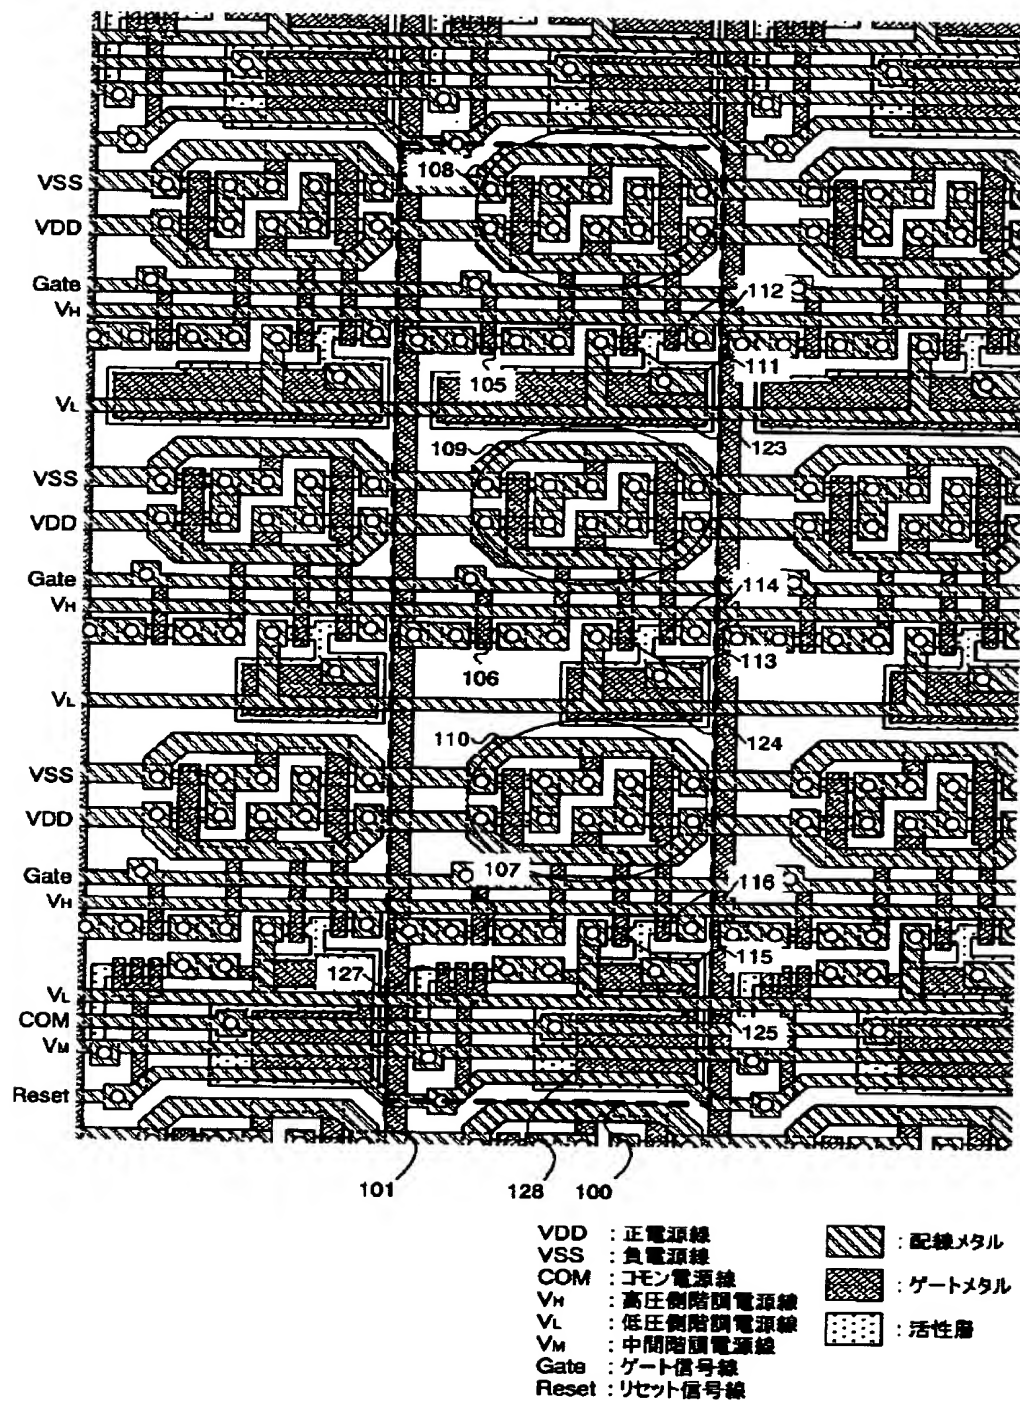 108
VSS
VDD
Gate
VH
112
105
111
VL
109
123
VSS
VDD
Gate
VH
114
113
106
VL
110
124
VSS
VDD
107
Gate
VH
116
115
127
VL
COM
125
VM
Reset
101
128
100
VDD : 正電源線
VSS : 負電源線
COM : コモン電源線
VH : 高圧側階調電源線
VL : 低圧側階調電源線
VM : 中間階調電源線
Gate : ゲート信号線
Reset : リセット信号線
: 配線メタル
: ゲートメタル
: 活性層